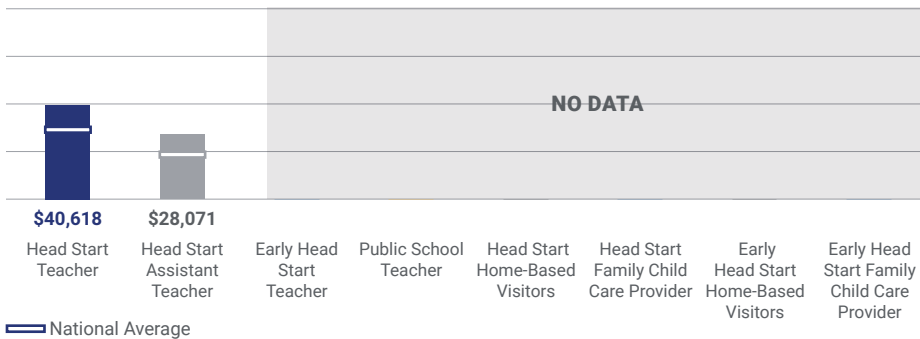 NO DATA
$40,618
$28,071
Head Start
Teacher
Head Start
Assistant
Teacher
Early Head
Start
Teacher
Public School
Teacher
Head Start
Home-Based
Visitors
Head Start
Family Child
Care Provider
Early
Head Start
Home-Based
Visitors
Early Head
Start Family
Child Care
Provider
National Average